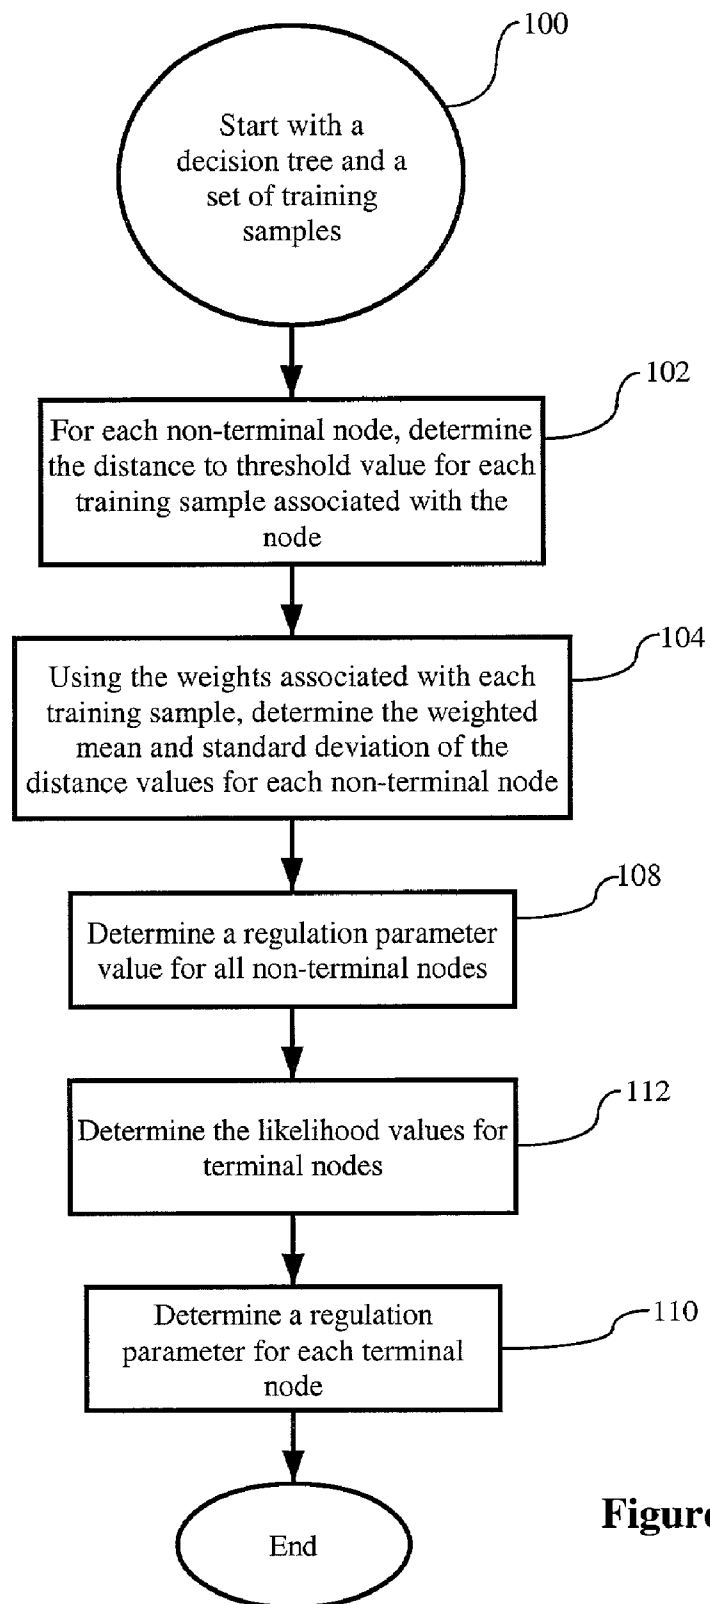 100
Start with a
decision tree and a
set of training
samples
102
For each non-terminal node, determine
the distance to threshold value for each
training sample associated with the
node
104
Using the weights associated with each
training sample, determine the weighted
mean and standard deviation of the
distance values for each non-terminal node
108
Determine a regulation parameter
value for all non-terminal nodes
112
Determine the likelihood values for
terminal nodes
110
Determine a regulation
parameter for each terminal
node
End
Figure